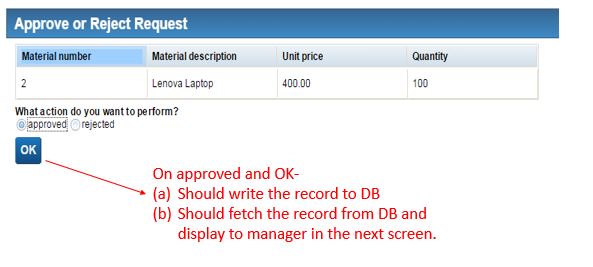 Approve or Reject Request
Material number Material description Unit price Quantity
2 Lenova Laptop 400.00 100
What action do you want to perform?
approved rejected
OK
On approved and OK-
(a) Should write the record to DB
(b) Should fetch the record from DB and
display to manager in the next screen.